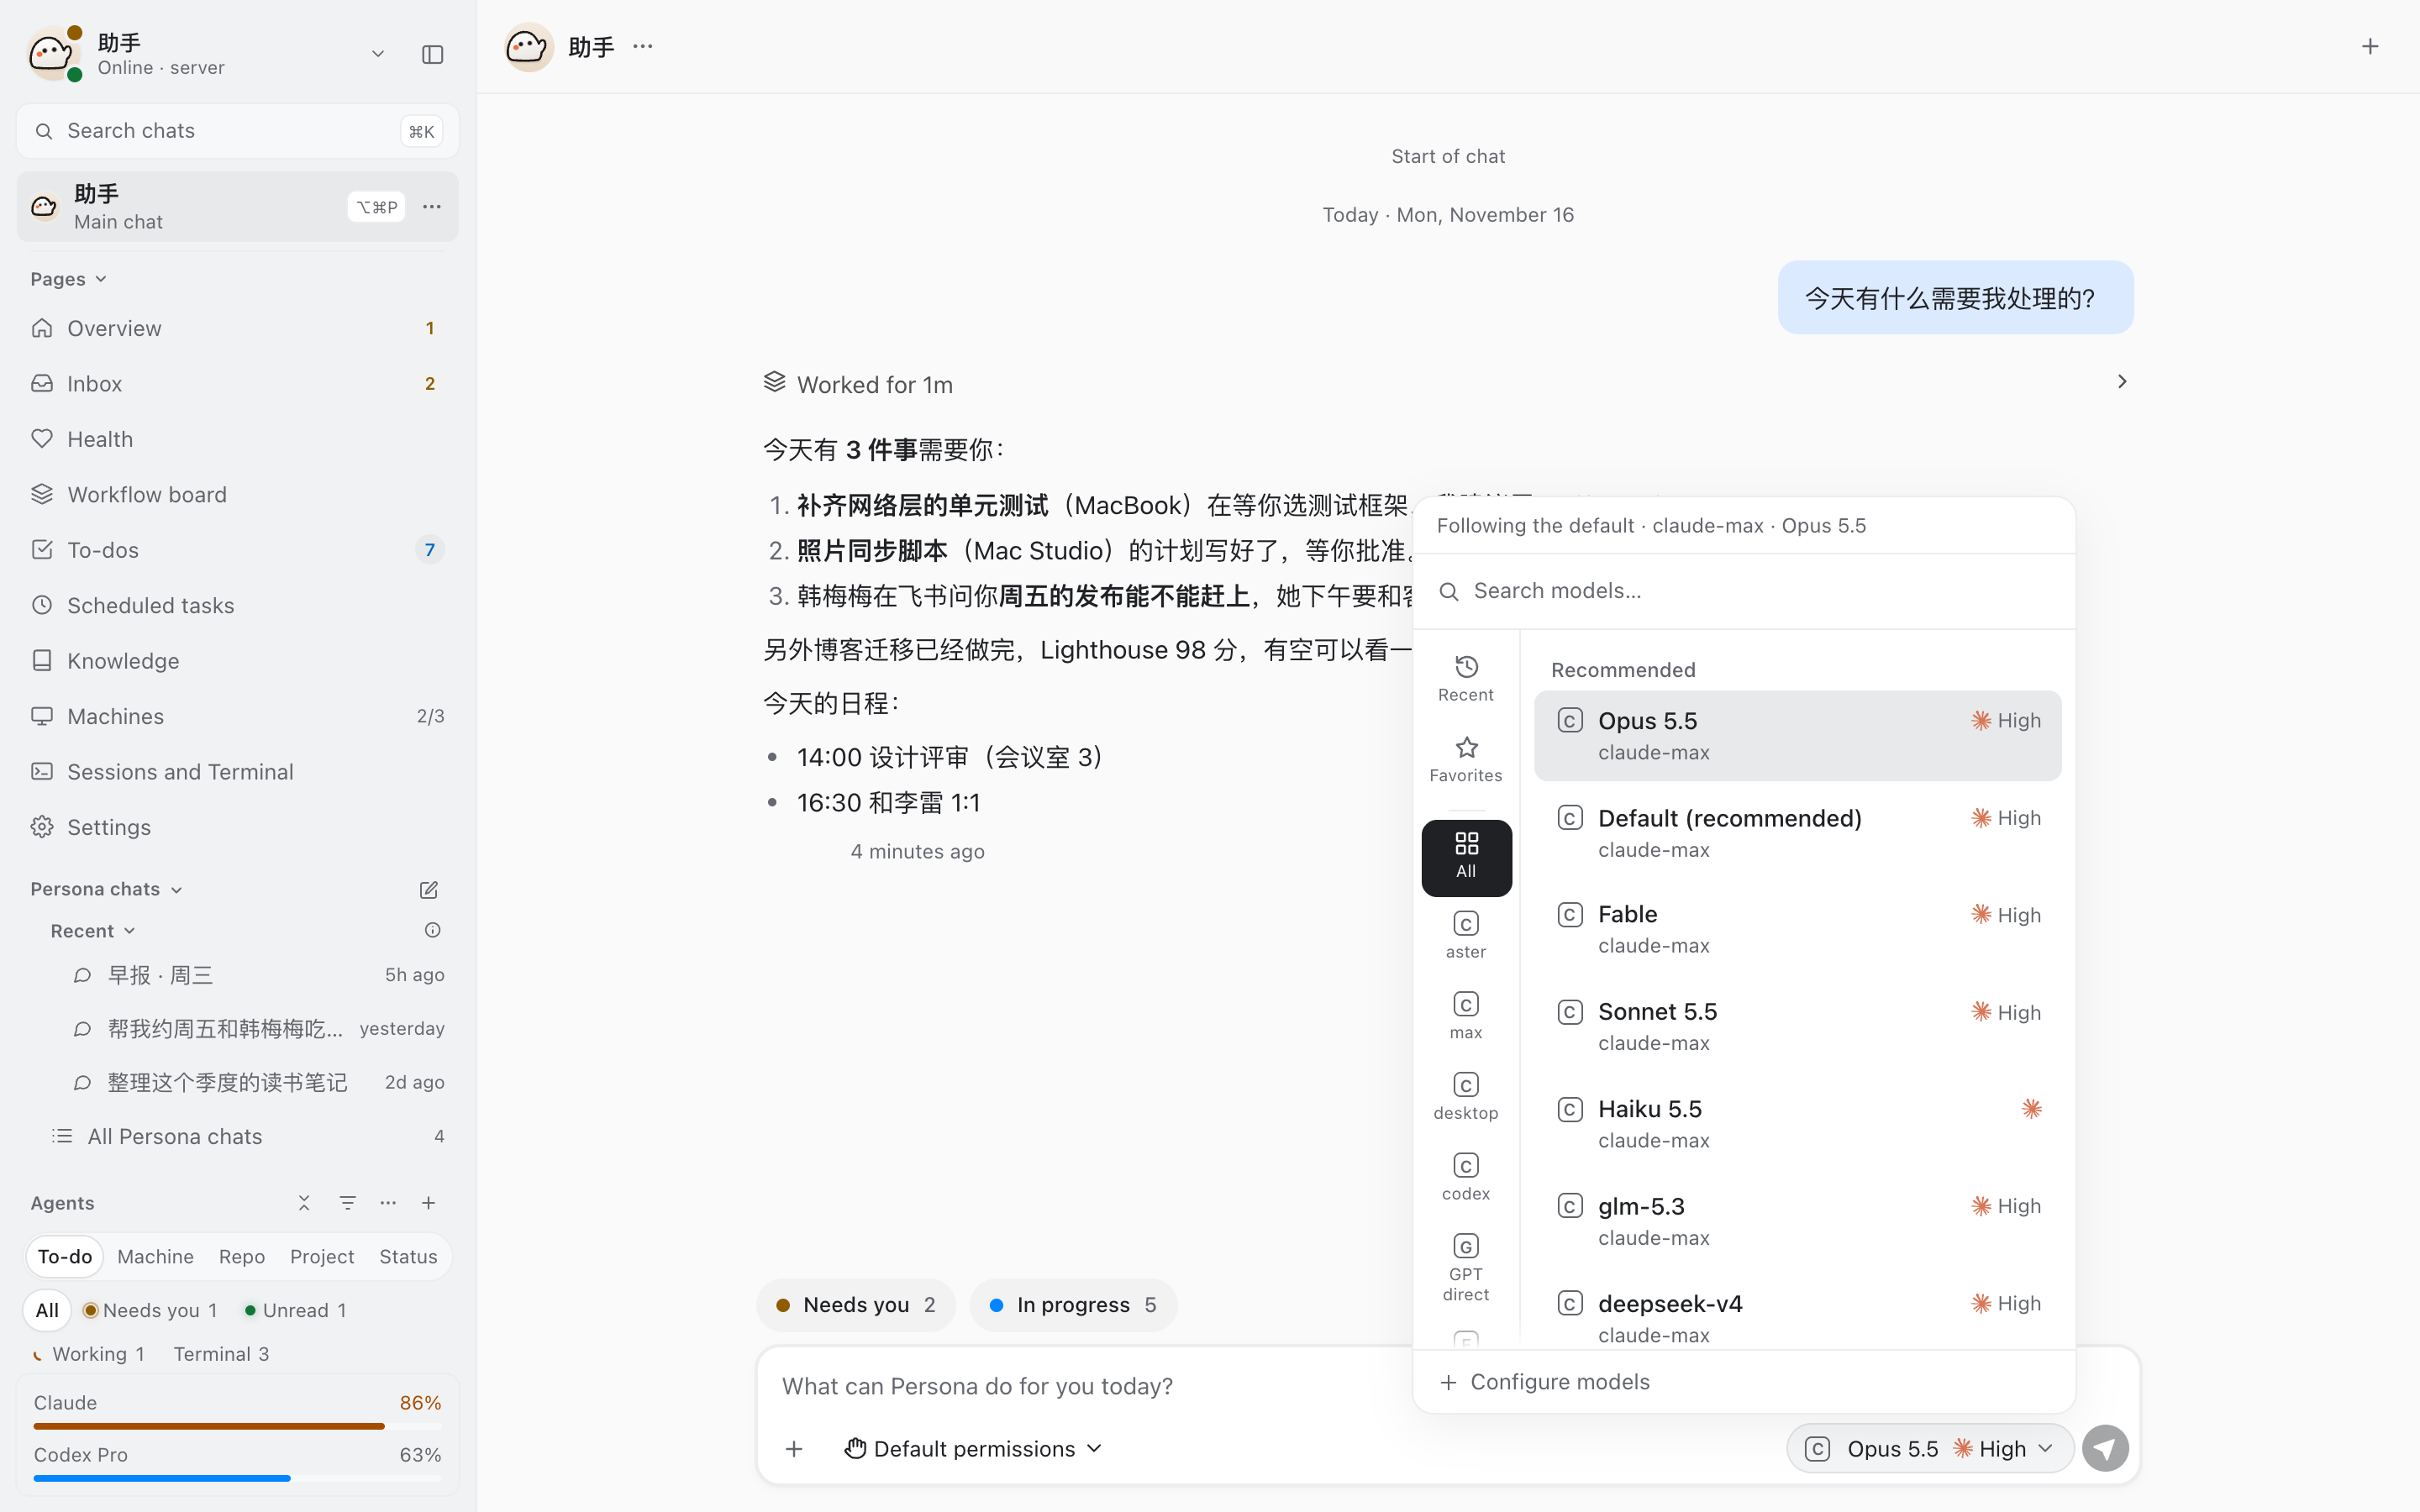 助手
Online · server
Search chats
⌘K
助手
Main chat
⌥⌘P
Pages
Overview
1
Inbox
2
Health
Workflow board
To-dos
7
Scheduled tasks
Knowledge
Machines
2/3
Sessions and Terminal
Settings
Persona chats
Recent
早报 · 周三
5h ago
帮我约周五和韩梅梅吃...
yesterday
整理这个季度的读书笔记
2d ago
All Persona chats
4
Agents
To-do
Machine
Repo
Project
Status
All
Needs you 1
Unread 1
Working 1
Terminal 3
Claude
86%
Codex Pro
63%
助手
Start of chat
Today · Mon, November 16
今天有什么需要我处理的?
Worked for 1m
今天有 3 件事需要你：
1. 补齐网络层的单元测试（MacBook）在等你选测试框架
2. 照片同步脚本（Mac Studio）的计划写好了，等你批准
3. 韩梅梅在飞书问你周五的发布能不能赶上，她下午要和
另外博客迁移已经做完，Lighthouse 98 分，有空可以看一
今天的日程：
• 14:00 设计评审（会议室 3）
• 16:30 和李雷 1:1
4 minutes ago
Needs you 2
In progress 5
What can Persona do for you today?
Default permissions
C
Opus 5.5
High
Following the default · claude-max · Opus 5.5
Search models...
Recent
Favorites
All
C
aster
C
max
C
desktop
C
codex
G
GPT
direct
Recommended
C
Opus 5.5
High
claude-max
C
Default (recommended)
High
claude-max
C
Fable
High
claude-max
C
Sonnet 5.5
High
claude-max
C
Haiku 5.5
claude-max
C
glm-5.3
High
claude-max
C
deepseek-v4
High
claude-max
Configure models